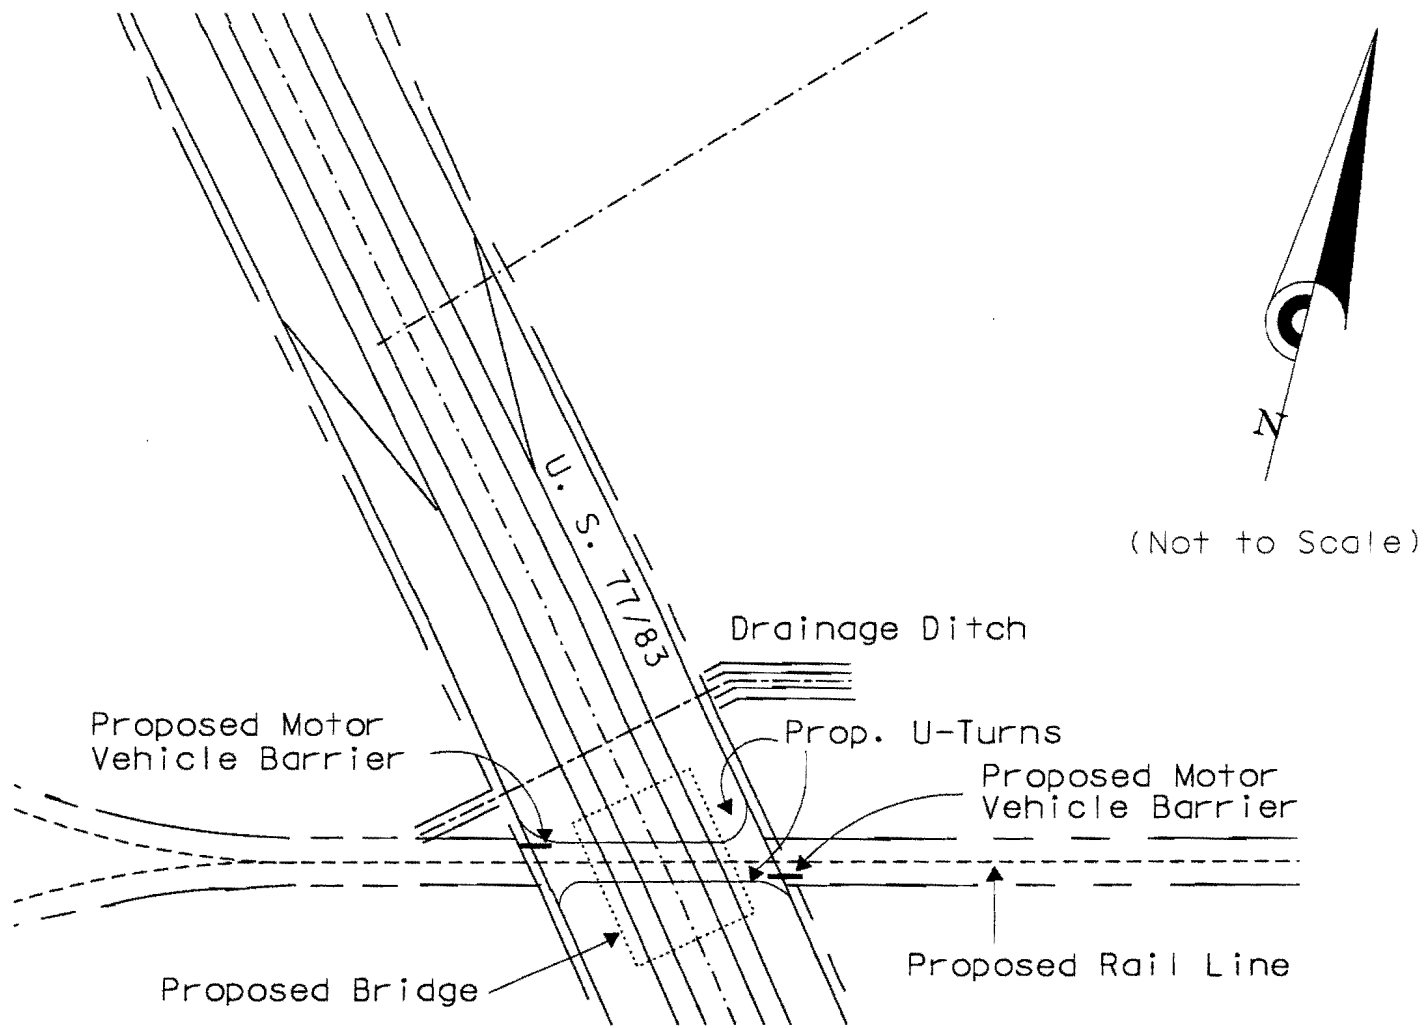 N
(Not to Scale)
U. S. 77/83
Drainage Ditch
Proposed Motor
Vehicle Barrier
Prop. U-Turns
Proposed Motor
Vehicle Barrier
Proposed Rail Line
Proposed Bridge